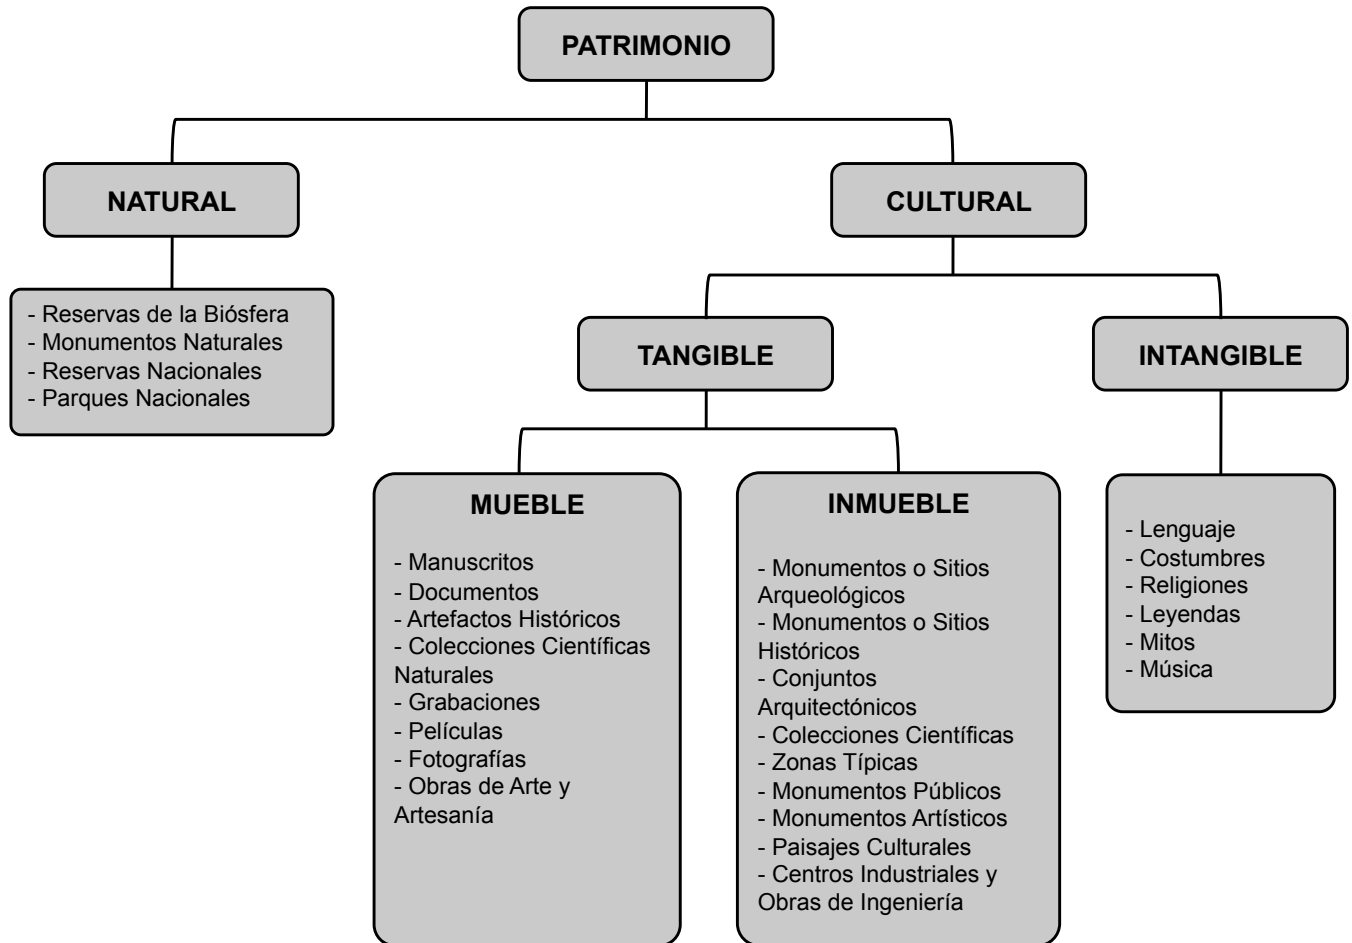 PATRIMONIO
NATURAL
CULTURAL
- Reservas de la Biósfera
- Monumentos Naturales
- Reservas Nacionales
- Parques Nacionales
TANGIBLE
INTANGIBLE
MUEBLE
- Manuscritos
- Documentos
- Artefactos Históricos
- Colecciones Científicas
Naturales
- Grabaciones
- Películas
- Fotografías
- Obras de Arte y
Artesanía
INMUEBLE
- Monumentos o Sitios
Arqueológicos
- Monumentos o Sitios
Históricos
- Conjuntos
Arquitectónicos
- Colecciones Científicas
- Zonas Típicas
- Monumentos Públicos
- Monumentos Artísticos
- Paisajes Culturales
- Centros Industriales y
Obras de Ingeniería
- Lenguaje
- Costumbres
- Religiones
- Leyendas
- Mitos
- Música